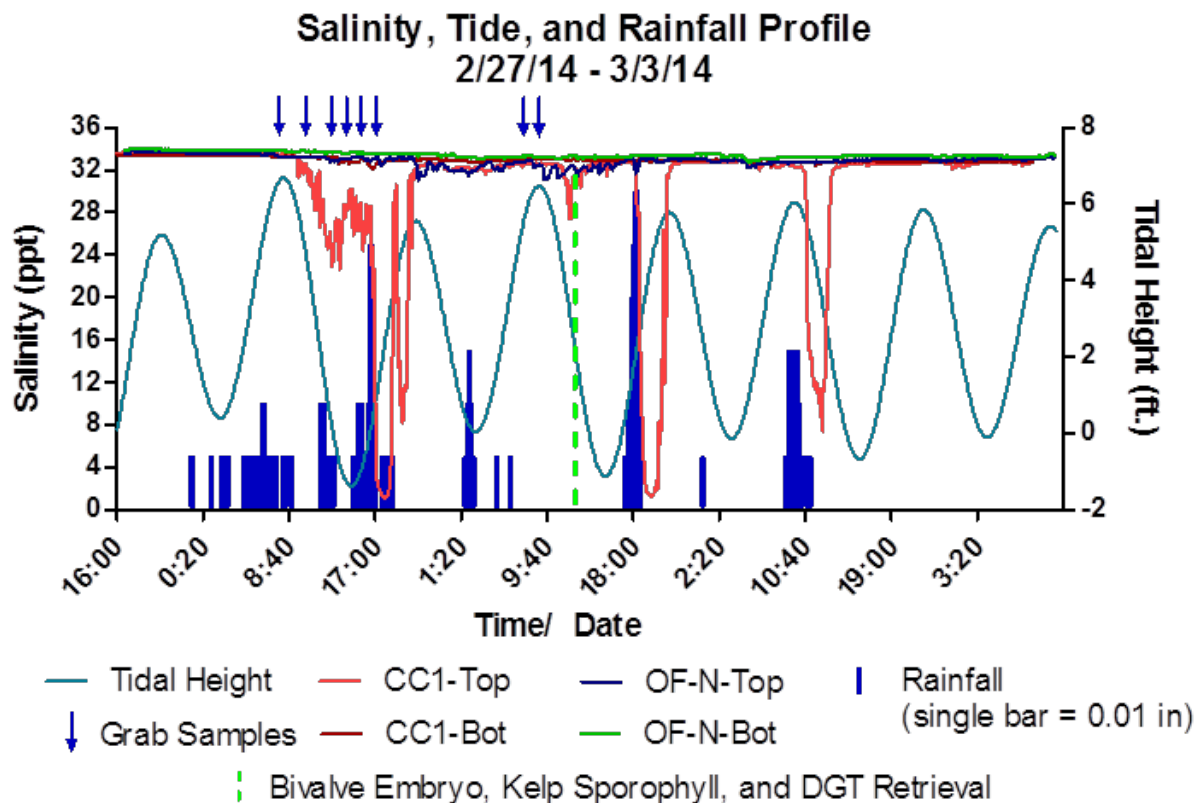 Salinity, Tide, and Rainfall Profile
2/27/14 - 3/3/14
36
32
28
24
20
16
12
8
4
0
Salinity (ppt)
8
6
4
2
0
-2
Tidal Height (ft.)
16:00
0:20
8:40
17:00
1:20
9:40
18:00
2:20
10:40
19:00
3:20
Time/ Date
Tidal Height
CC1-Top
OF-N-Top
Rainfall
(single bar = 0.01 in)
Grab Samples
CC1-Bot
OF-N-Bot
Bivalve Embryo, Kelp Sporophyll, and DGT Retrieval